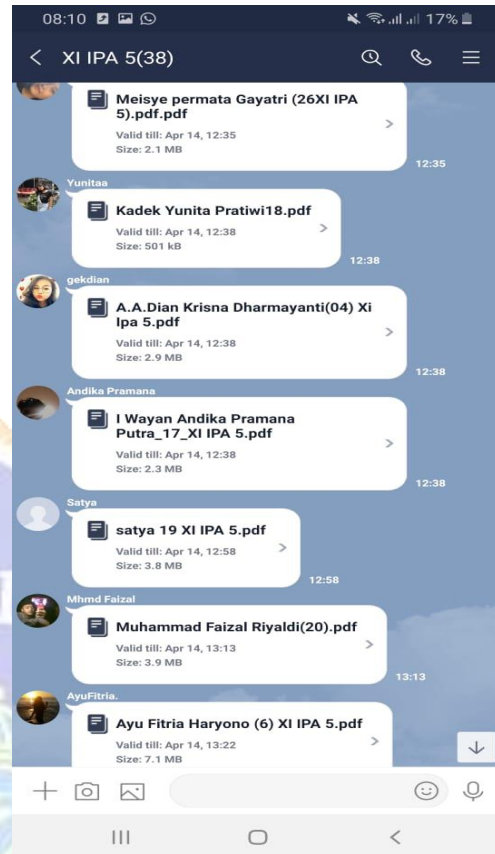 08:10
17%
XI IPA 5(38)
Meisye permata Gayatri (26XI IPA
5).pdf.pdf
Valid till: Apr 14, 12:35
Size: 2.1 MB
12:35
Yunitaa
Kadek Yunita Pratiwi18.pdf
Valid till: Apr 14, 12:38
Size: 501 kB
12:38
gekdian
A.A.Dian Krisna Dharmayanti(04) Xi
Ipa 5.pdf
Valid till: Apr 14, 12:38
Size: 2.9 MB
12:38
Andika Pramana
I Wayan Andika Pramana
Putra_17_XI IPA 5.pdf
Valid till: Apr 14, 12:38
Size: 2.3 MB
12:38
Satya
satya 19 XI IPA 5.pdf
Valid till: Apr 14, 12:58
Size: 3.8 MB
12:58
Mhmd Faizal
Muhammad Faizal Riyaldi(20).pdf
Valid till: Apr 14, 13:13
Size: 3.9 MB
13:13
AyuFitria.
Ayu Fitria Haryono (6) XI IPA 5.pdf
Valid till: Apr 14, 13:22
Size: 7.1 MB